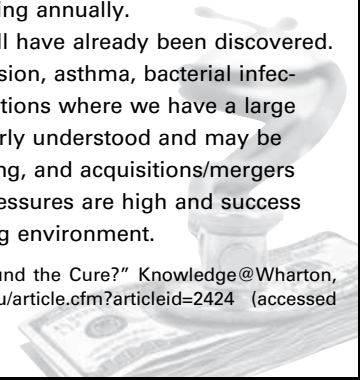 ing annually.
ll have already been discovered.
sion, asthma, bacterial infec-
tions where we have a large
rly understood and may be
ng, and acquisitions/mergers
essures are high and success
g environment.
und the Cure?” Knowledge@Wharton,
u/article.cfm?articleid=2424 (accessed